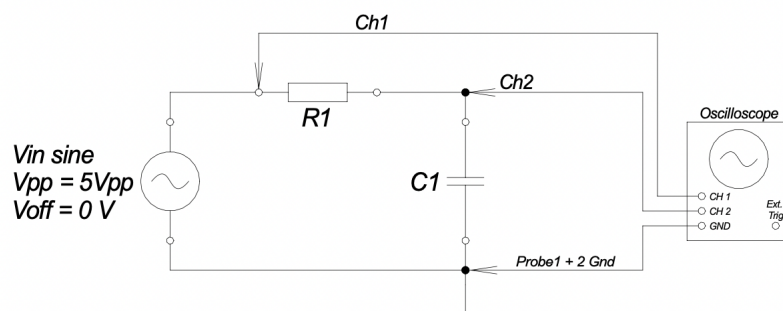 Ch1
Ch2
R1
Oscilloscope
Vin sine
Vpp = 5Vpp
Voff = 0 V
C1
CH 1
CH 2
GND
Ext.
Trig
Probe1 + 2 Gnd